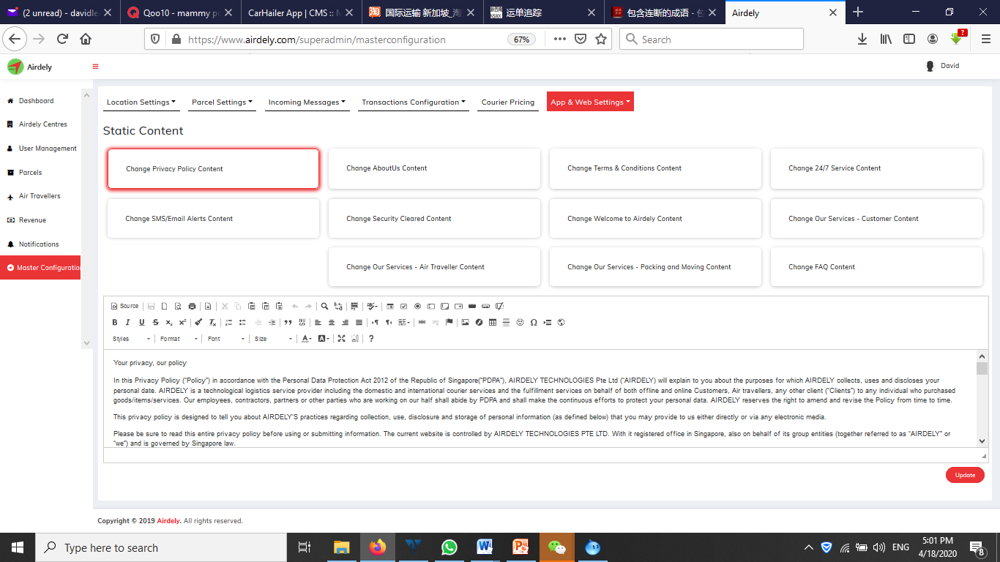 (2 unread) - davidle
Qoo10 - mammy po
CarHailer App | CMS :: M
国际运输 新加坡_淘
运单追踪
包含连断的成语 - 包
Airdely
https://www.airdely.com/superadmin/masterconfiguration
67%
Search
Airdely
David
Dashboard
Airdely Centres
User Management
Parcels
Air Travellers
Revenue
Notifications
Master Configuration
Location Settings
Parcel Settings
Incoming Messages
Transactions Configuration
Courier Pricing
App & Web Settings
Static Content
Change Privacy Policy Content
Change AboutUs Content
Change Terms & Conditions Content
Change 24/7 Service Content
Change SMS/Email Alerts Content
Change Security Cleared Content
Change Welcome to Airdely Content
Change Our Services - Customer Content
Change Our Services - Air Traveller Content
Change Our Services - Packing and Moving Content
Change FAQ Content
Source
Styles
Format
Font
Size
Your privacy, our policy
In this Privacy Policy ("Policy") in accordance with the Personal Data Protection Act 2012 of the Republic of Singapore("PDPA"), AIRDELY TECHNOLOGIES Pte Ltd ("AIRDELY) will explain to you about the purposes for which AIRDELY collects, uses and discloses your
personal date. AIRDELY is a technological logistics service provider including the domestic and international courier services and the fulfillment services on behalf of both offline and online Customers, Air travellers, any other client ("Clients") to any individual who purchased
goods/items/services. Our employees, contractors, partners or other parties who are working on our half shall abide by PDPA and shall make the continuous efforts to protect your personal data. AIRDELY reserves the right to amend and revise the Policy from time to time.
This privacy policy is designed to tell you about AIRDELY'S practices regarding collection, use, disclosure and storage of personal information (as defined below) that you may provide to us either directly or via any electronic media.
Please be sure to read this entire privacy policy before using or submitting information. The current website is controlled by AIRDELY TECHNOLOGIES PTE LTD. With it registered office in Singapore, also on behalf of its group entities (together referred to as "AIRDELY" or
"we") and is governed by Singapore law.
Update
Copyright © 2019 Airdely. All rights reserved.
Type here to search
ENG
5:01 PM
4/18/2020
8